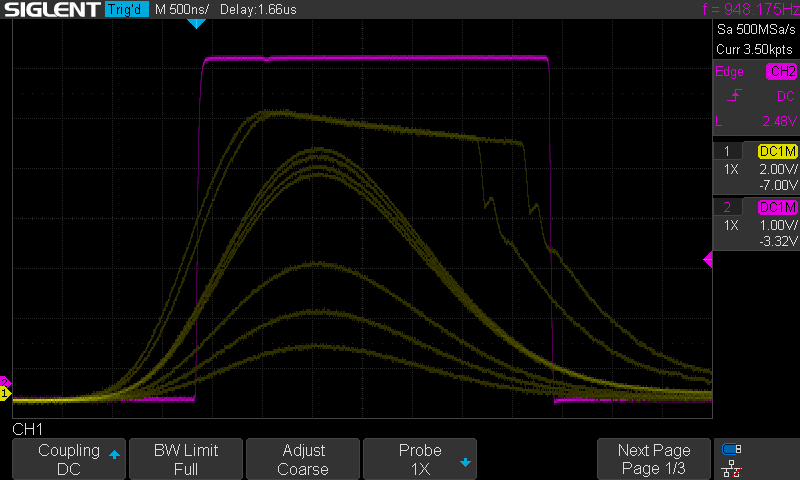 SIGLENT Trig'd M 500ns/ Delay:1.66us f = 948.175Hz
Sa 500MSa/s
Curr 3.50kpts
Edge CH2
DC
L 2.48V
1 DC1M
1X 2.00V/
-7.00V
2 DC1M
1X 1.00V/
-3.32V
2
1
CH1
Coupling
DC
BW Limit
Full
Adjust
Coarse
Probe
1X
Next Page
Page 1/3